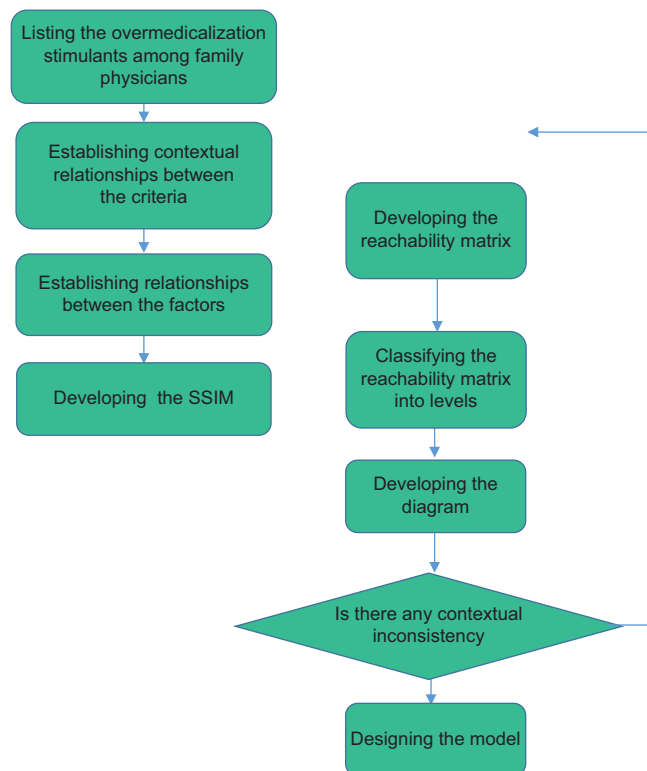 Listing the overmedicalization
stimulants among family
physicians
Establishing contextual
relationships between
the criteria
Establishing relationships
between the factors
Developing the SSIM
Developing the
reachability matrix
Classifying the
reachability matrix
into levels
Developing the
diagram
Is there any contextual
inconsistency
Designing the model